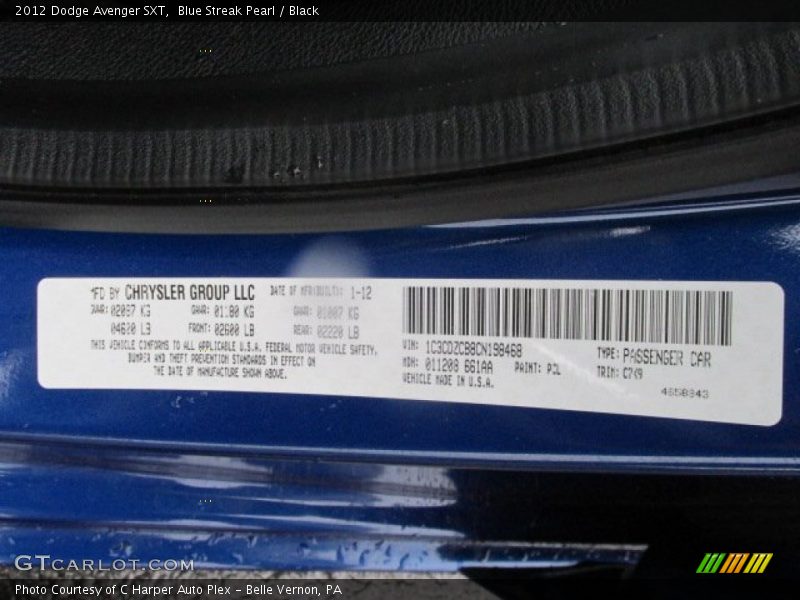 2012 Dodge Avenger SXT,  Blue Streak Pearl / Black
MFD BY CHRYSLER GROUP LLC DATE OF MFR(BUILT): 1-12
GVWR: 02087 KG GAWR: 01180 KG GAWR: 01007 KG
04620 LB FRONT: 02600 LB REAR: 02220 LB
THIS VEHICLE CONFORMS TO ALL APPLICABLE U.S.A. FEDERAL MOTOR VEHICLE SAFETY,
BUMPER AND THEFT PREVENTION STANDARDS IN EFFECT ON
THE DATE OF MANUFACTURE SHOWN ABOVE.
VIN: 1C3CDZCB8CN198468 TYPE: PASSENGER CAR
MDH: 011208 661AA PAINT: TRIM:
VEHICLE MADE IN U.S.A.
4658843
GTCARLOT.COM
Photo Courtesy of C Harper Auto Plex - Belle Vernon, PA